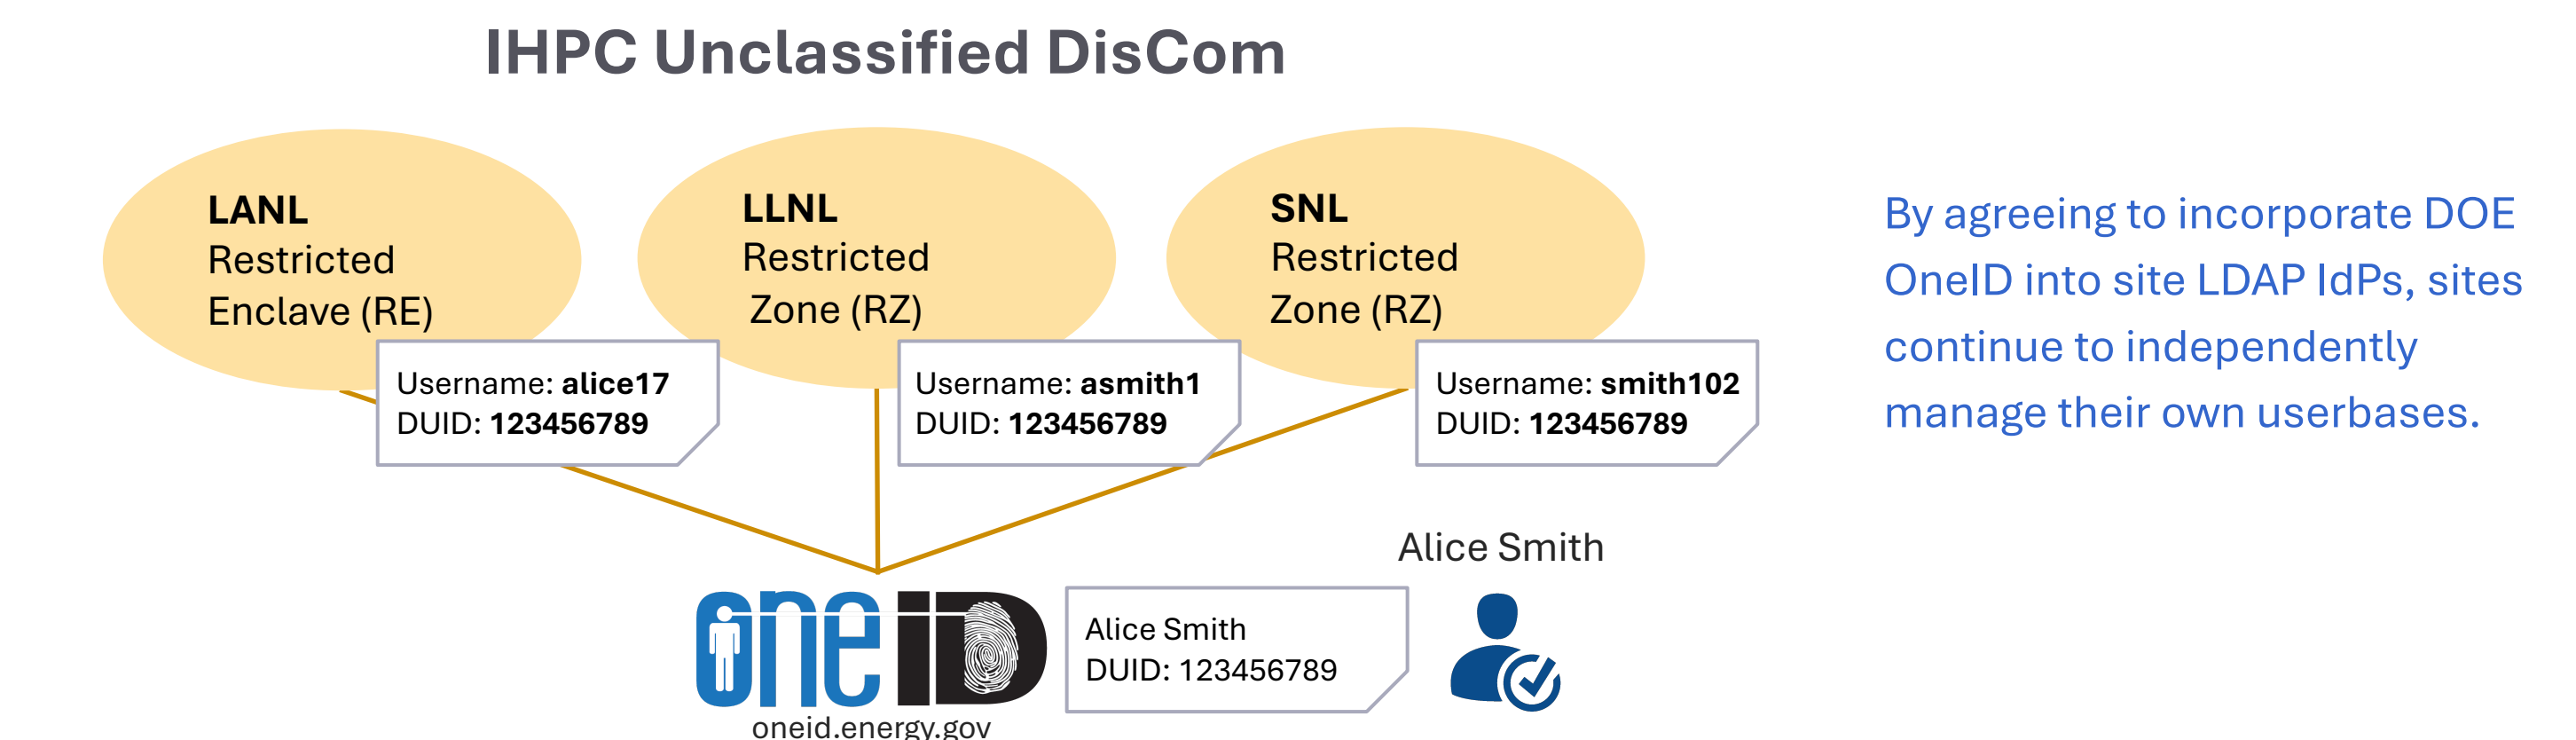 IHPC Unclassified DisCom
LANL
Restricted
Enclave (RE)
Username: alice17
DUID: 123456789
LLNL
Restricted
Zone (RZ)
Username: asmith1
DUID: 123456789
SNL
Restricted
Zone (RZ)
Username: smith102
DUID: 123456789
By agreeing to incorporate DOE
OneID into site LDAP IdPs, sites
continue to independently
manage their own userbases.
Alice Smith
oneID
oneid.energy.gov
Alice Smith
DUID: 123456789